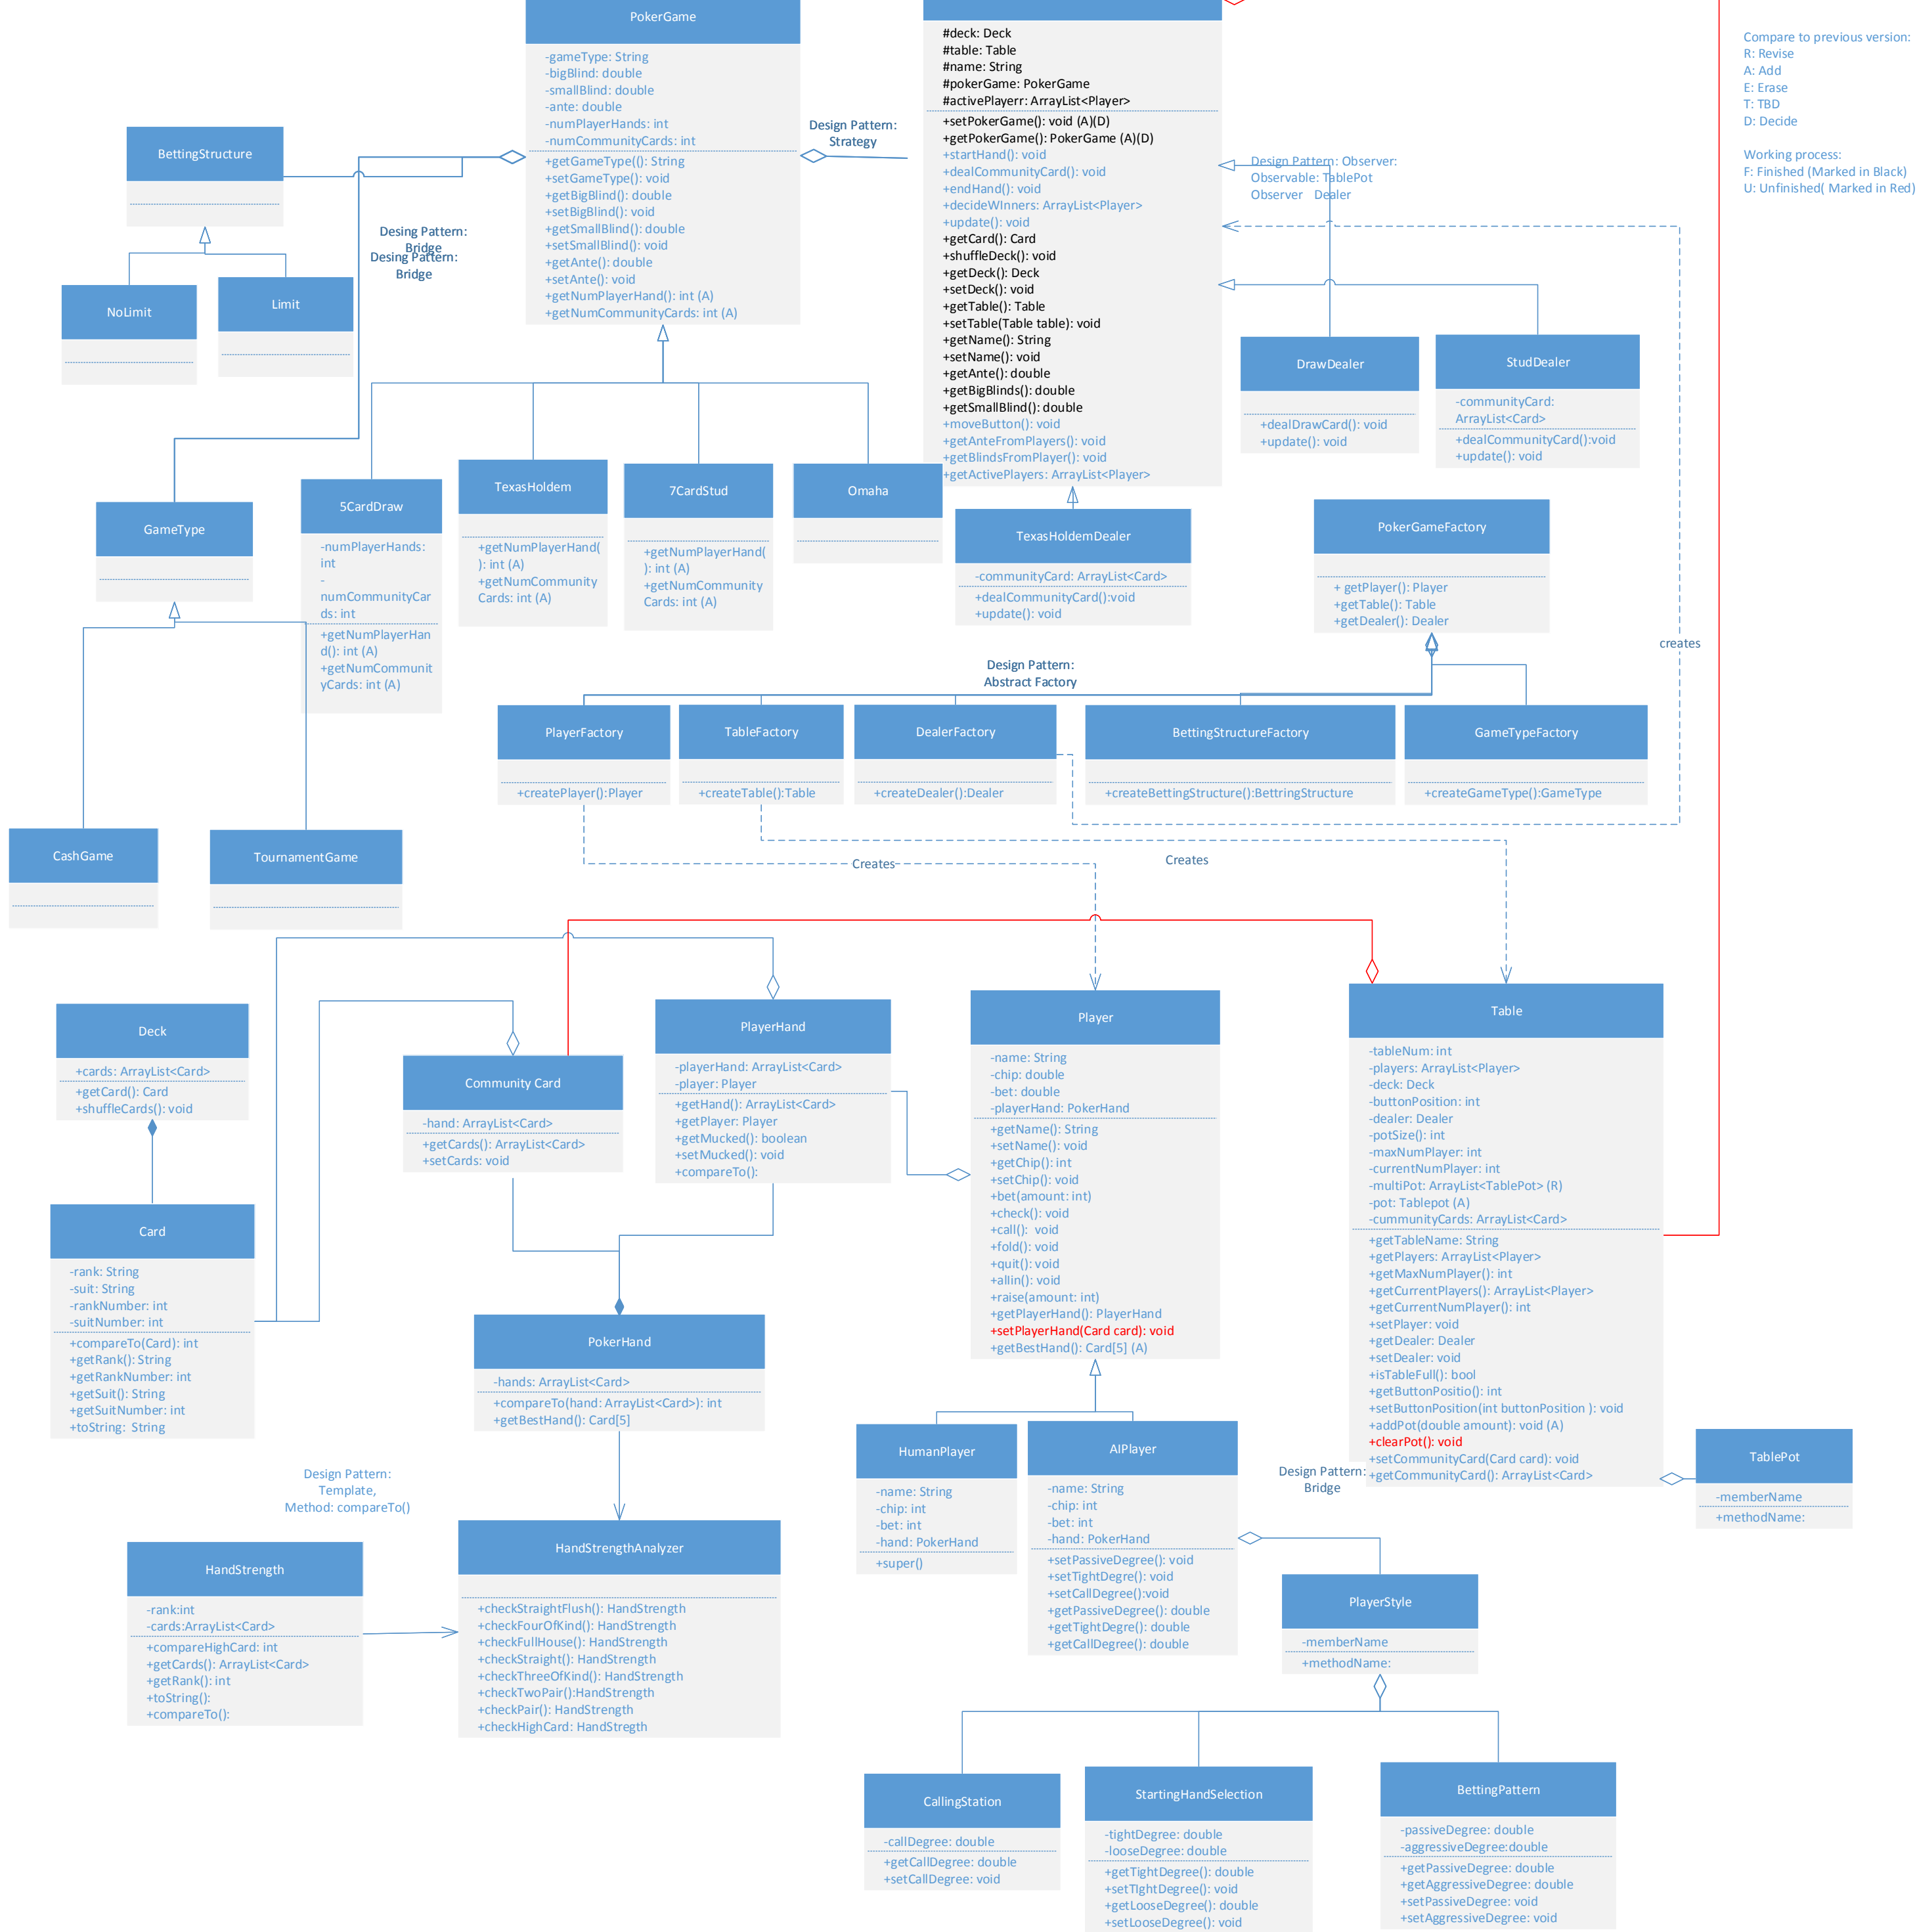 PokerGame
-gameType: String
-bigBlind: double
-smallBlind: double
-ante: double
-numPlayerHands: int
-numCommunityCards: int
+getGameType((): String
+setGameType(): void
+getBigBlind(): double
+setBigBlind(): void
+getSmallBlind(): double
+setSmallBlind(): void
+getAnte(): double
+setAnte(): void
+getNumPlayerHand(): int (A)
+getNumCommunityCards: int (A)
#deck: Deck
#table: Table
#name: String
#pokerGame: PokerGame
#activePlayerr: ArrayList<Player>
+setPokerGame(): void (A)(D)
+getPokerGame(): PokerGame (A)(D)
+startHand(): void
+dealCommunityCard(): void
+endHand(): void
+decideWInners: ArrayList<Player>
+update(): void
+getCard(): Card
+shuffleDeck(): void
+getDeck(): Deck
+setDeck(): void
+getTable(): Table
+setTable(Table table): void
+getName(): String
+setName(): void
+getAnte(): double
+getBigBlinds(): double
+getSmallBlind(): double
+moveButton(): void
+getAnteFromPlayers(): void
+getBlindsFromPlayer(): void
+getActivePlayers: ArrayList<Player>
Compare to previous version:
R: Revise
A: Add
E: Erase
T: TBD
D: Decide
Working process:
F: Finished (Marked in Black)
U: Unfinished( Marked in Red)
Design Pattern:
Strategy
Design Pattern: Observer:
Observable: TablePot
Observer Dealer
BettingStructure
Desing Pattern:
Bridge
Desing Pattern:
Bridge
NoLimit
Limit
DrawDealer
+dealDrawCard(): void
+update(): void
StudDealer
-communityCard:
ArrayList<Card>
+dealCommunityCard():void
+update(): void
GameType
5CardDraw
-numPlayerHands:
int
-
numCommunityCar
ds: int
+getNumPlayerHan
d(): int (A)
+getNumCommunit
yCards: int (A)
TexasHoldem
+getNumPlayerHand(
): int (A)
+getNumCommunity
Cards: int (A)
7CardStud
+getNumPlayerHand(
): int (A)
+getNumCommunity
Cards: int (A)
Omaha
TexasHoldemDealer
-communityCard: ArrayList<Card>
+dealCommunityCard():void
+update(): void
PokerGameFactory
+ getPlayer(): Player
+getTable(): Table
+getDealer(): Dealer
creates
Design Pattern:
Abstract Factory
PlayerFactory
+createPlayer():Player
TableFactory
+createTable():Table
DealerFactory
+createDealer():Dealer
BettingStructureFactory
+createBettingStructure():BettringStructure
GameTypeFactory
+createGameType():GameType
CashGame
TournamentGame
Creates
Creates
Deck
+cards: ArrayList<Card>
+getCard(): Card
+shuffleCards(): void
Community Card
-hand: ArrayList<Card>
+getCards(): ArrayList<Card>
+setCards: void
PlayerHand
-playerHand: ArrayList<Card>
-player: Player
+getHand(): ArrayList<Card>
+getPlayer: Player
+getMucked(): boolean
+setMucked(): void
+compareTo():
Player
-name: String
-chip: double
-bet: double
-playerHand: PokerHand
+getName(): String
+setName(): void
+getChip(): int
+setChip(): void
+bet(amount: int)
+check(): void
+call():  void
+fold(): void
+quit(): void
+allin(): void
+raise(amount: int)
+getPlayerHand(): PlayerHand
+setPlayerHand(Card card): void
+getBestHand(): Card[5] (A)
Table
-tableNum: int
-players: ArrayList<Player>
-deck: Deck
-buttonPosition: int
-dealer: Dealer
-potSize(): int
-maxNumPlayer: int
-currentNumPlayer: int
-multiPot: ArrayList<TablePot> (R)
-pot: Tablepot (A)
-cummunityCards: ArrayList<Card>
+getTableName: String
+getPlayers: ArrayList<Player>
+getMaxNumPlayer(): int
+getCurrentPlayers(): ArrayList<Player>
+getCurrentNumPlayer(): int
+setPlayer: void
+getDealer: Dealer
+setDealer: void
+isTableFull(): bool
+getButtonPositio(): int
+setButtonPosition(int buttonPosition ): void
+addPot(double amount): void (A)
+clearPot(): void
+setCommunityCard(Card card): void
+getCommunityCard(): ArrayList<Card>
Card
-rank: String
-suit: String
-rankNumber: int
-suitNumber: int
+compareTo(Card): int
+getRank(): String
+getRankNumber: int
+getSuit(): String
+getSuitNumber: int
+toString:  String
PokerHand
-hands: ArrayList<Card>
+compareTo(hand: ArrayList<Card>): int
+getBestHand(): Card[5]
HumanPlayer
-name: String
-chip: int
-bet: int
-hand: PokerHand
+super()
AIPlayer
-name: String
-chip: int
-bet: int
-hand: PokerHand
+setPassiveDegree(): void
+setTightDegre(): void
+setCallDegree():void
+getPassiveDegree(): double
+getTightDegre(): double
+getCallDegree(): double
Design Pattern:
Bridge
TablePot
-memberName
+methodName:
Design Pattern:
Template,
Method: compareTo()
HandStrength
-rank:int
-cards:ArrayList<Card>
+compareHighCard: int
+getCards(): ArrayList<Card>
+getRank(): int
+toString():
+compareTo():
HandStrengthAnalyzer
+checkStraightFlush(): HandStrength
+checkFourOfKind(): HandStrength
+checkFullHouse(): HandStrength
+checkStraight(): HandStrength
+checkThreeOfKind(): HandStrength
+checkTwoPair():HandStrength
+checkPair(): HandStrength
+checkHighCard: HandStregth
PlayerStyle
-memberName
+methodName:
CallingStation
-callDegree: double
+getCallDegree: double
+setCallDegree: void
StartingHandSelection
-tightDegree: double
-looseDegree: double
+getTightDegree(): double
+setTIghtDegree(): void
+getLooseDegree(): double
+setLooseDegree(): void
BettingPattern
-passiveDegree: double
-aggressiveDegree:double
+getPassiveDegree: double
+getAggressiveDegree: double
+setPassiveDegree: void
+setAggressiveDegree: void